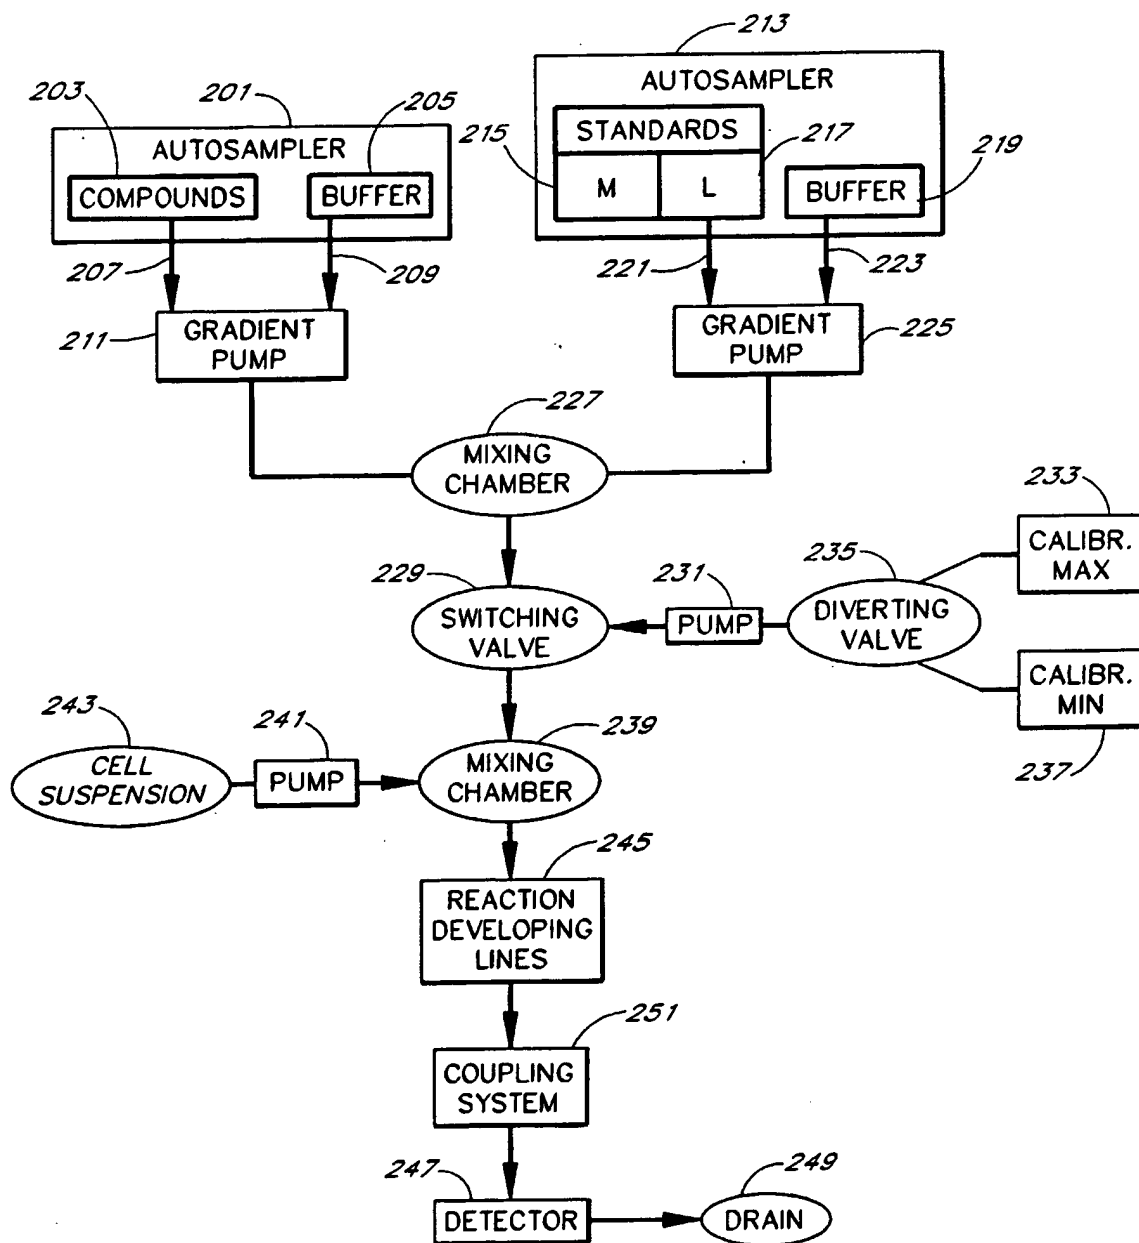 213
AUTOSAMPLER
203
201
205
215
STANDARDS
217
219
AUTOSAMPLER
M
L
BUFFER
COMPOUNDS
BUFFER
207
209
221
223
211
GRADIENT
PUMP
GRADIENT
PUMP
225
227
MIXING
CHAMBER
233
229
231
235
CALIBR.
MAX
SWITCHING
VALVE
PUMP
DIVERTING
VALVE
CALIBR.
MIN
243
241
239
237
CELL
SUSPENSION
PUMP
MIXING
CHAMBER
245
REACTION
DEVELOPING
LINES
251
COUPLING
SYSTEM
247
249
DETECTOR
DRAIN